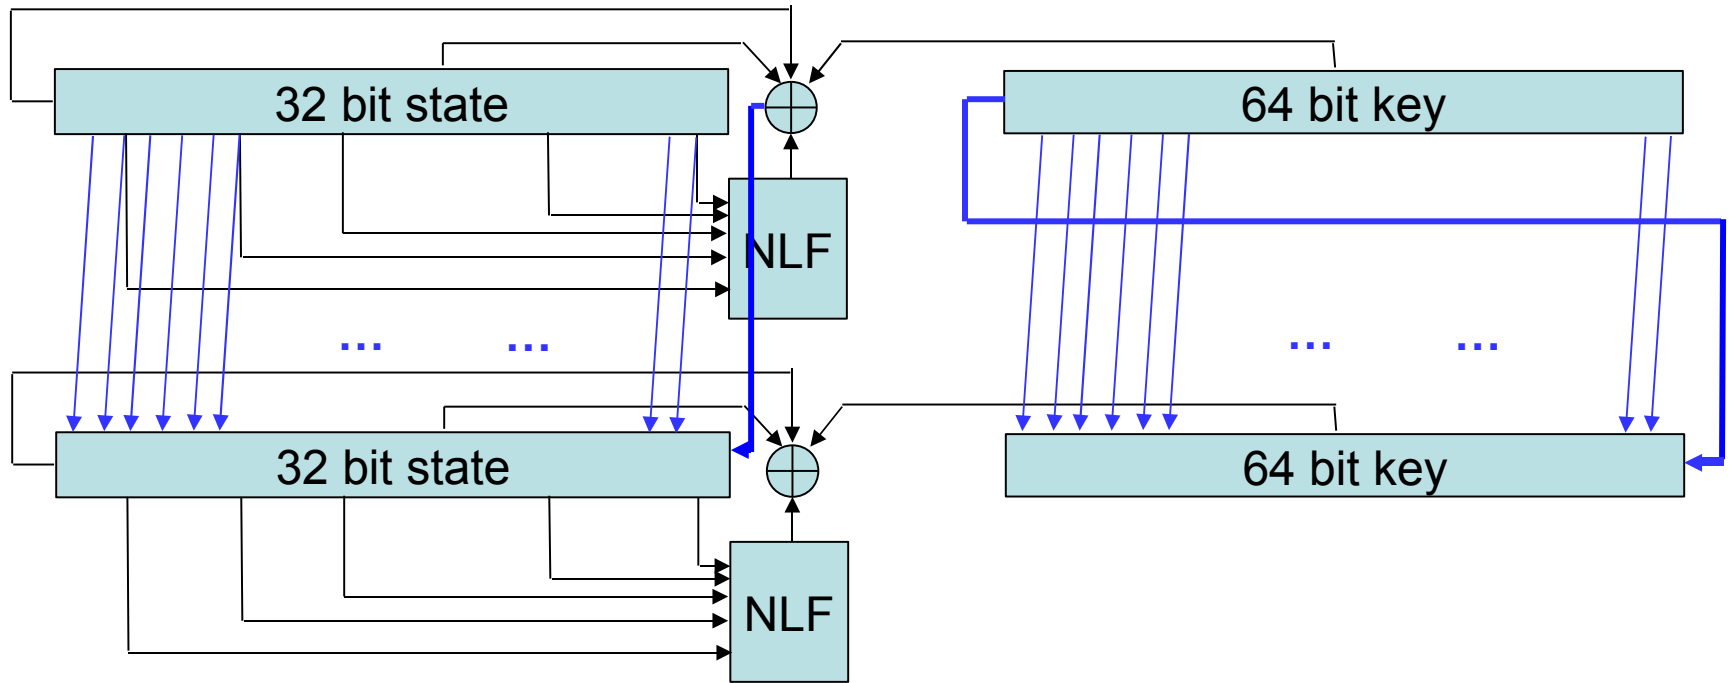 32 bit state
64 bit key
NLF
... ...
... ...
32 bit state
64 bit key
NLF